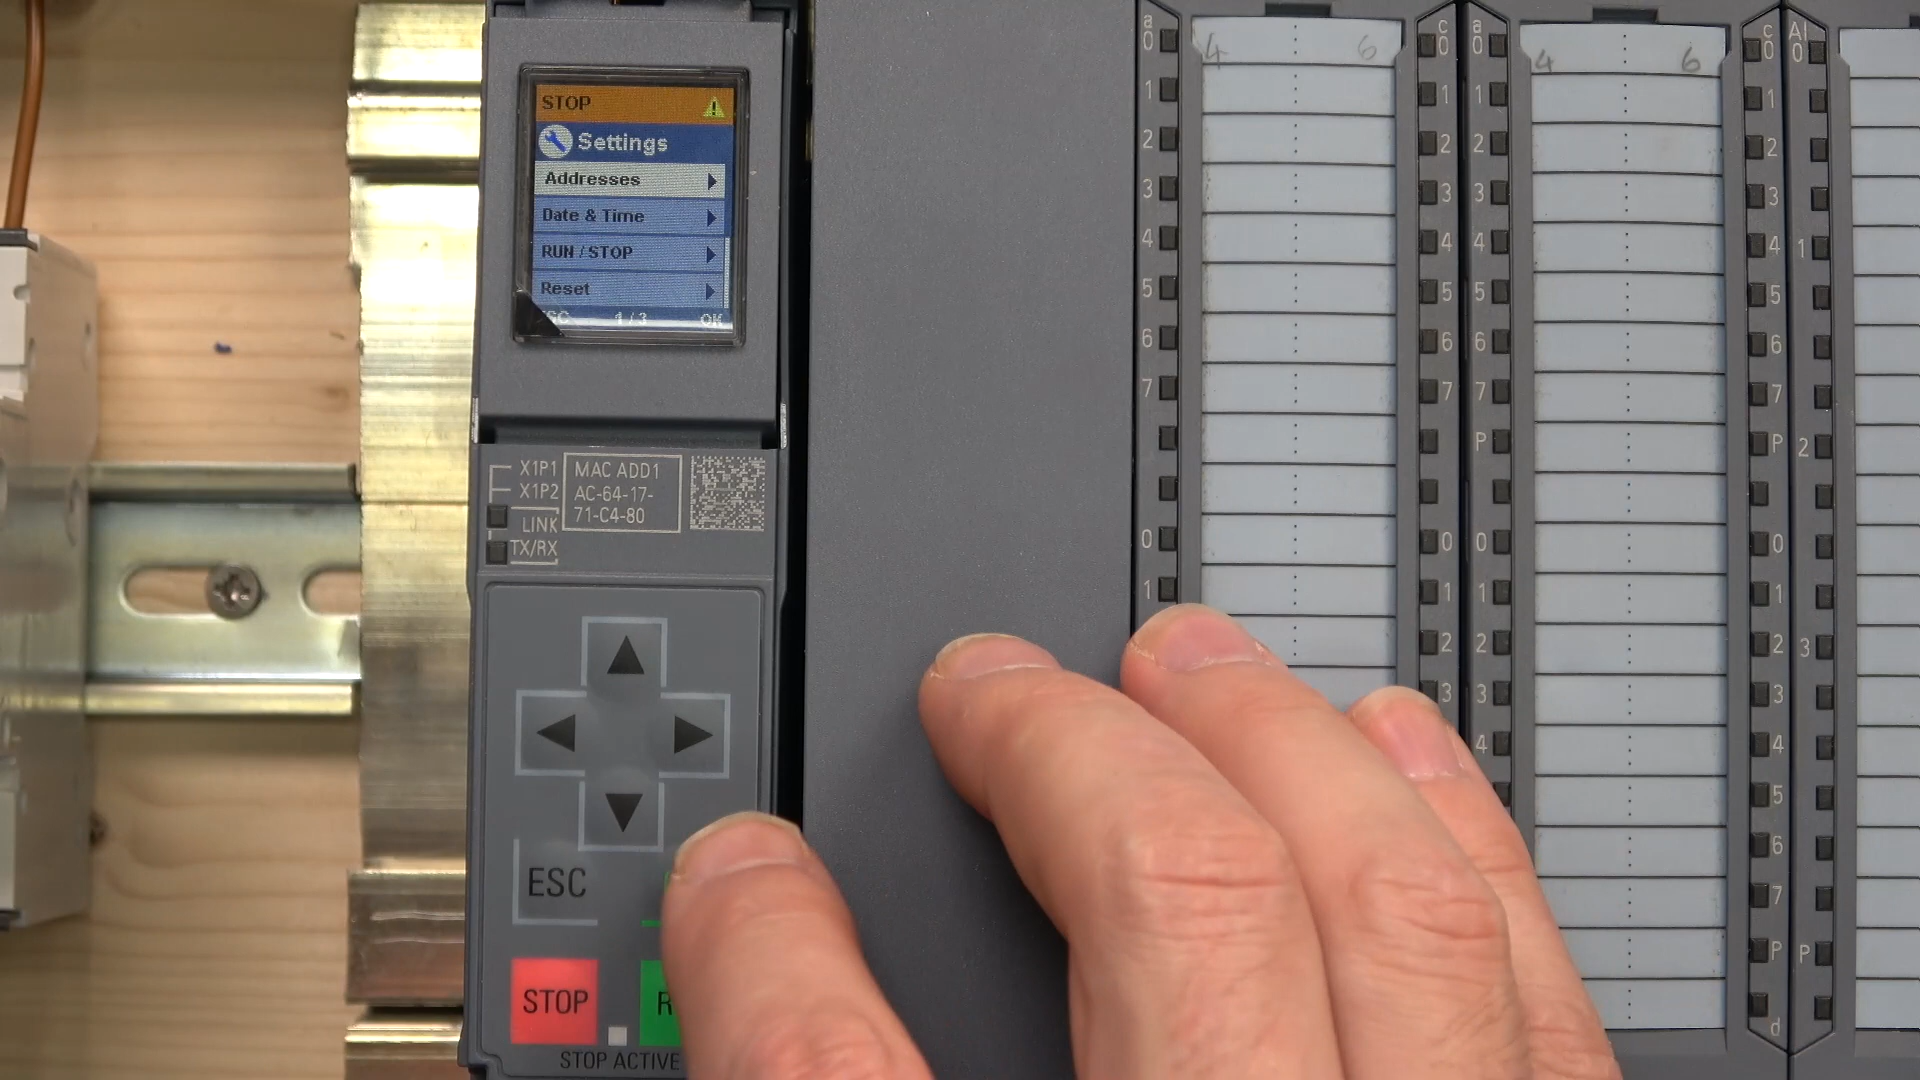 STOP
Settings
Addresses
Date & Time
RUN / STOP
Reset
1 / 3
OK
X1P1
X1P2
LINK
TX/RX
MAC ADD1
AC-64-17-
71-C4-80
ESC
STOP
R
STOP ACTIVE
a
0
1
2
3
4
5
6
7
0
1
4 6
c
0
1
2
3
4
5
6
7
0
1
2
3
a
0
1
2
3
4
5
6
7
P
0
1
2
3
4
5
4 6
c
0
1
2
3
4
5
6
7
P
0
1
2
3
4
5
6
7
P
d
AI
0
1
2
3
P